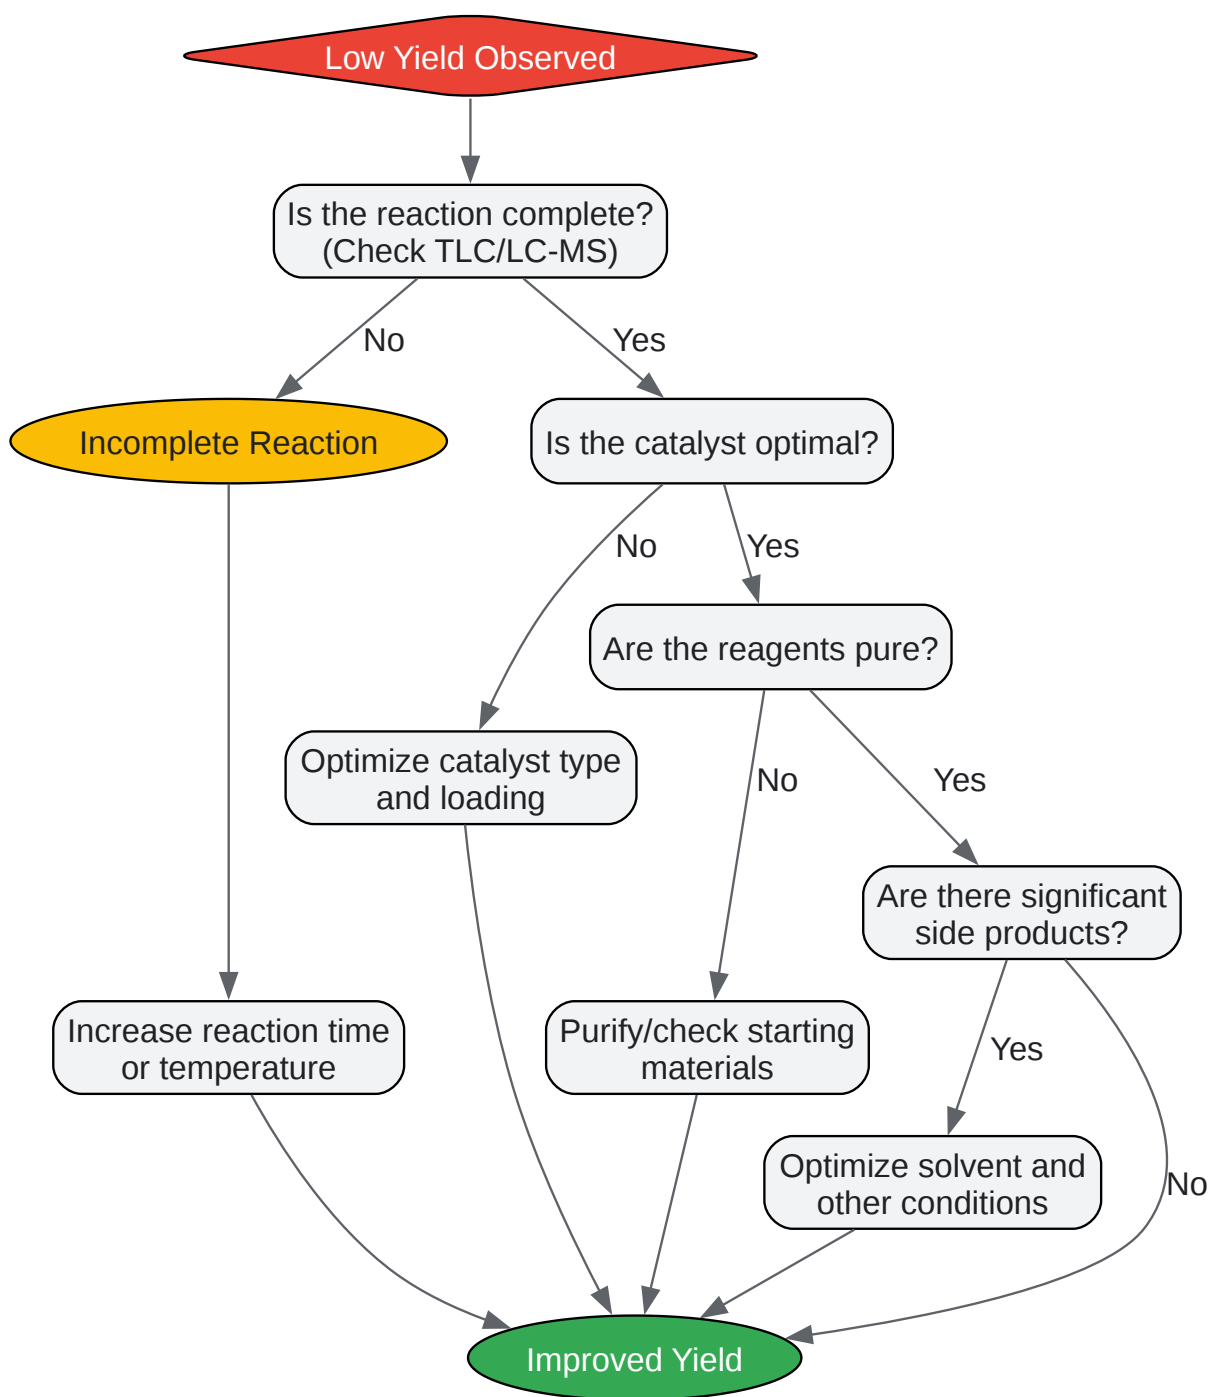 Low Yield Observed
Is the reaction complete?
(Check TLC/LC-MS)
No
Yes
Incomplete Reaction
Is the catalyst optimal?
No
Yes
Are the reagents pure?
Optimize catalyst type
and loading
No
Yes
Are there significant
side products?
Increase reaction time
or temperature
Purify/check starting
materials
Yes
Optimize solvent and
other conditions
No
Improved Yield